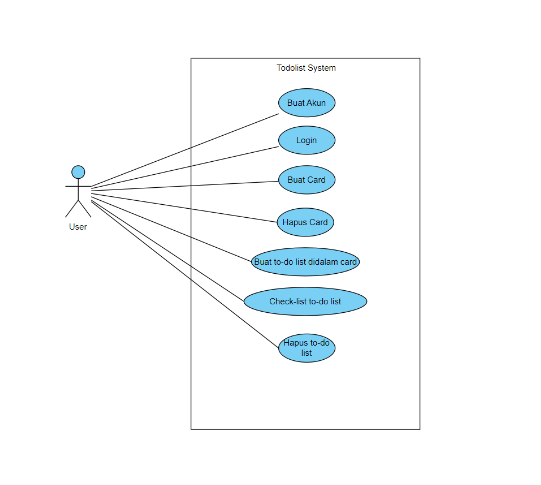 Todolist System
Buat Akun
Login
Buat Card
User
Hapus Card
Buat to-do list didalam card
Check-list to-do list
Hapus to-do
list